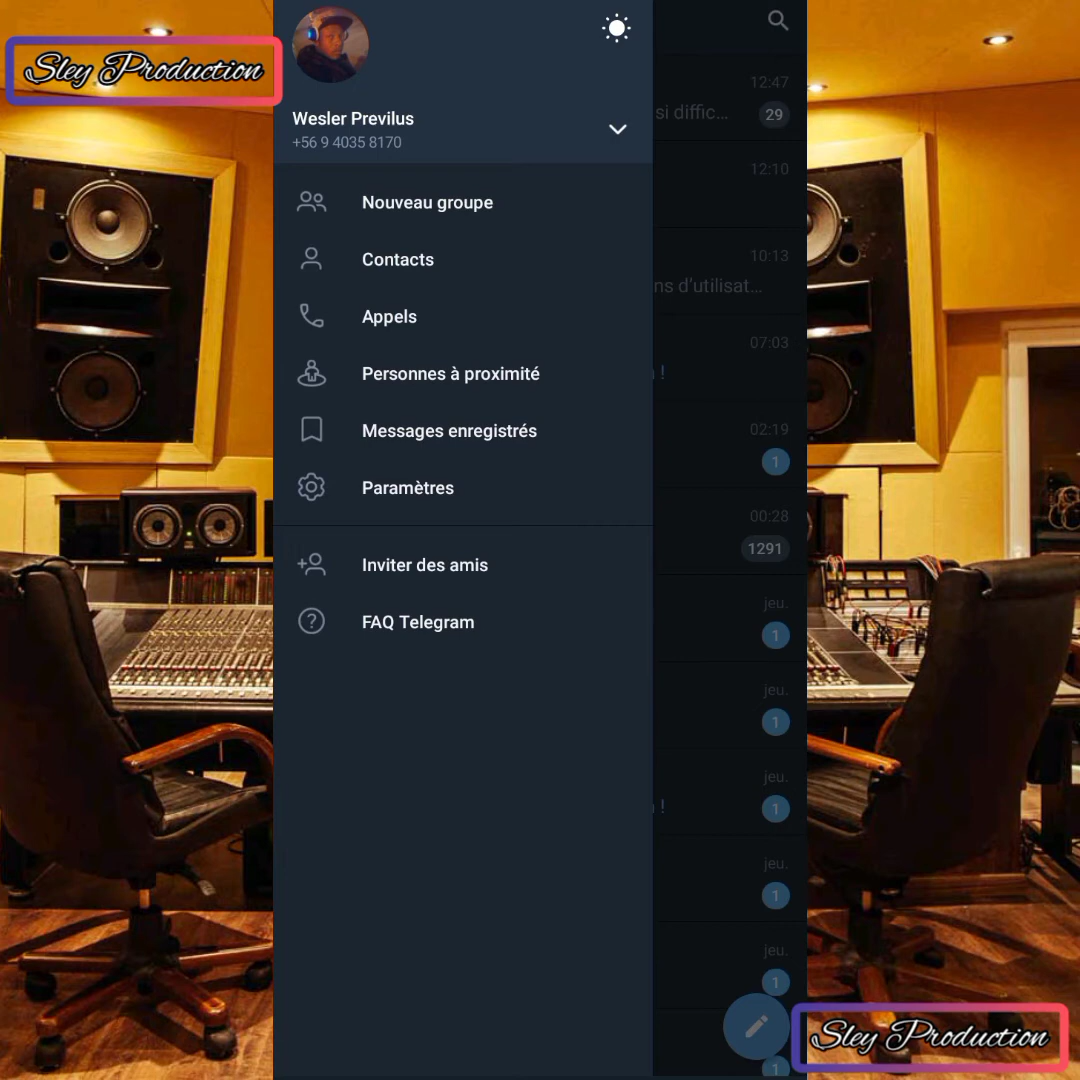 Sley Production
Wesler Previlus
+56 9 4035 8170
Nouveau groupe
Contacts
Appels
Personnes à proximité
Messages enregistrés
Paramètres
Inviter des amis
FAQ Telegram
12:47
si diffic...
29
12:10
10:13
ns d'utilisat...
07:03
!
02:19
1
00:28
1291
jeu.
1
jeu.
1
jeu.
!
1
jeu.
1
jeu.
1
1
Sley Production